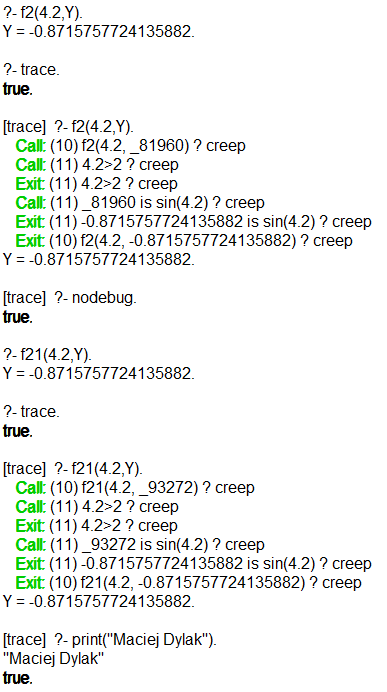 ?- f2(4.2,Y).
Y = -0.8715757724135882.
?- trace.
true.
[trace]  ?- f2(4.2,Y).
Call: (10) f2(4.2, _81960) ? creep
Call: (11) 4.2>2 ? creep
Exit: (11) 4.2>2 ? creep
Call: (11) _81960 is sin(4.2) ? creep
Exit: (11) -0.8715757724135882 is sin(4.2) ? creep
Exit: (10) f2(4.2, -0.8715757724135882) ? creep
Y = -0.8715757724135882.
[trace]  ?- nodebug.
true.
?- f21(4.2,Y).
Y = -0.8715757724135882.
?- trace.
true.
[trace]  ?- f21(4.2,Y).
Call: (10) f21(4.2, _93272) ? creep
Call: (11) 4.2>2 ? creep
Exit: (11) 4.2>2 ? creep
Call: (11) _93272 is sin(4.2) ? creep
Exit: (11) -0.8715757724135882 is sin(4.2) ? creep
Exit: (10) f21(4.2, -0.8715757724135882) ? creep
Y = -0.8715757724135882.
[trace]  ?- print("Maciej Dylak").
"Maciej Dylak"
true.